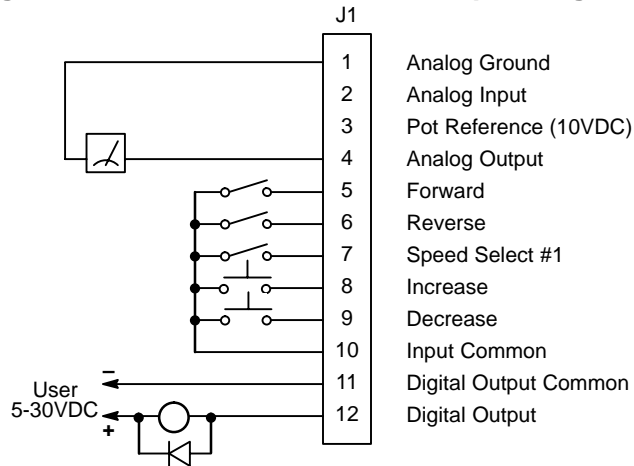 J1
1 Analog Ground
2 Analog Input
3 Pot Reference (10VDC)
4 Analog Output
5 Forward
6 Reverse
7 Speed Select #1
8 Increase
9 Decrease
10 Input Common
11 Digital Output Common
12 Digital Output
User
5-30VDC
−
+